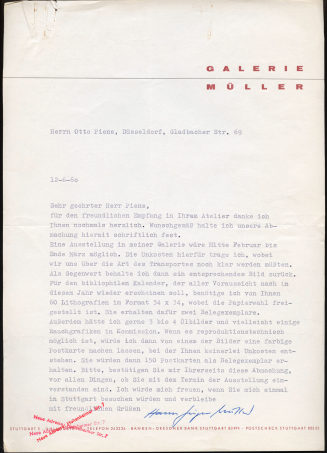 GALERIE
MÜLLER
Herrn Otto Piene, Düsseldorf, Gladbacher Str. 69
12-6-60
Sehr geehrter Herr Piene,
für den freundlichen Empfang in Ihrem Atelier danke ich
Ihnen nochmals herzlich. Wunschgemäß halte ich unsere Ab-
machung hiermit schriftlich fest.
Eine Ausstellung in meiner Galerie wäre Mitte Februar bis
Ende März möglich. Die Unkosten hierfür trage ich, wobei
wir uns über die Art des Transportes noch klar werden müßten.
Als Gegenwert behalte ich dann ein entsprechendes Bild zurück.
Für den bibliophilen Kalender, der aller Voraussicht nach in
diesem Jahr wieder erscheinen soll, benötige ich von Ihnen
60 Lithografien im Format 34 x 34, wobei die Papierwahl frei-
gestellt ist. Sie erhalten dafür zwei Belegexemplare.
Außerdem hätte ich gerne 3 bis 4 Ölbilder und vielleicht einige
Rauchgrafiken in Kommission. Wenn es reproduktionstechnisch
möglich ist, würde ich dann von einem der Bilder eine farbige
Postkarte machen lassen, bei der Ihnen keinerlei Unkosten ent-
stehen. Sie würden dann 150 Postkarten als Belegexemplar er-
halten. Bitte, bestätigen Sie mir Ihrerseits diese Abmachung,
vor allen Dingen, ob Sie mit dem Termin der Ausstellung ein-
verstanden sind. Ich würde mich freuen, wenn Sie sich einmal
in Stuttgart besuchen würden und verbleibe
mit freundlichen Grüßen
STUTTGART
TELEFON
BANKEN: DRESDNER BANK STUTTGART
POSTSCHECK STUTTGART